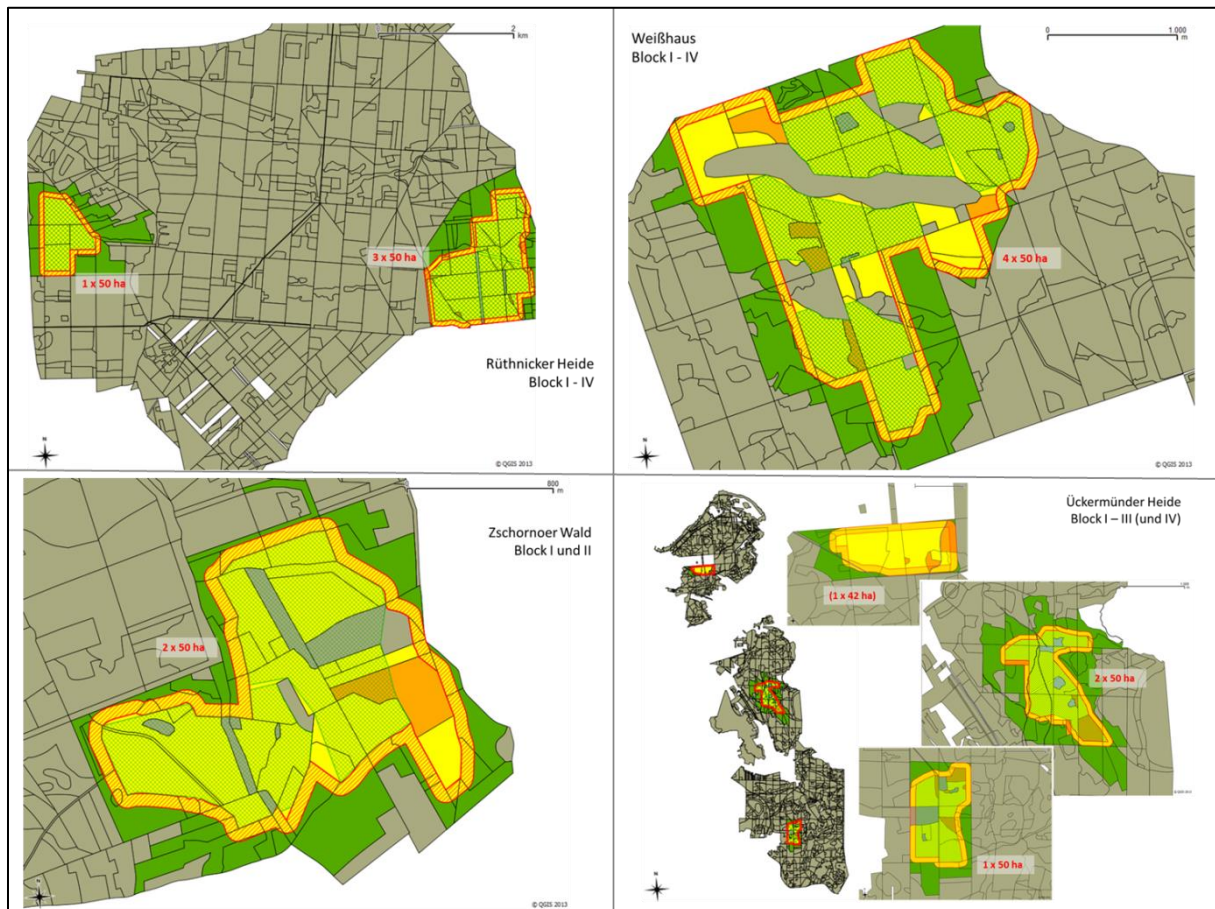 2
km
1 x 50 ha
3 x 50 ha
Rüthnicker Heide
Block I - IV
N
© QGIS 2013
Weißhaus
Block I - IV
0
1.000
m
4 x 50 ha
N
© QGIS 2013
800
m
Zschornoer Wald
Block I und II
2 x 50 ha
N
© QGIS 2013
Ückermünder Heide
Block I – III (und IV)
(1 x 42 ha)
2 x 50 ha
1 x 50 ha
N